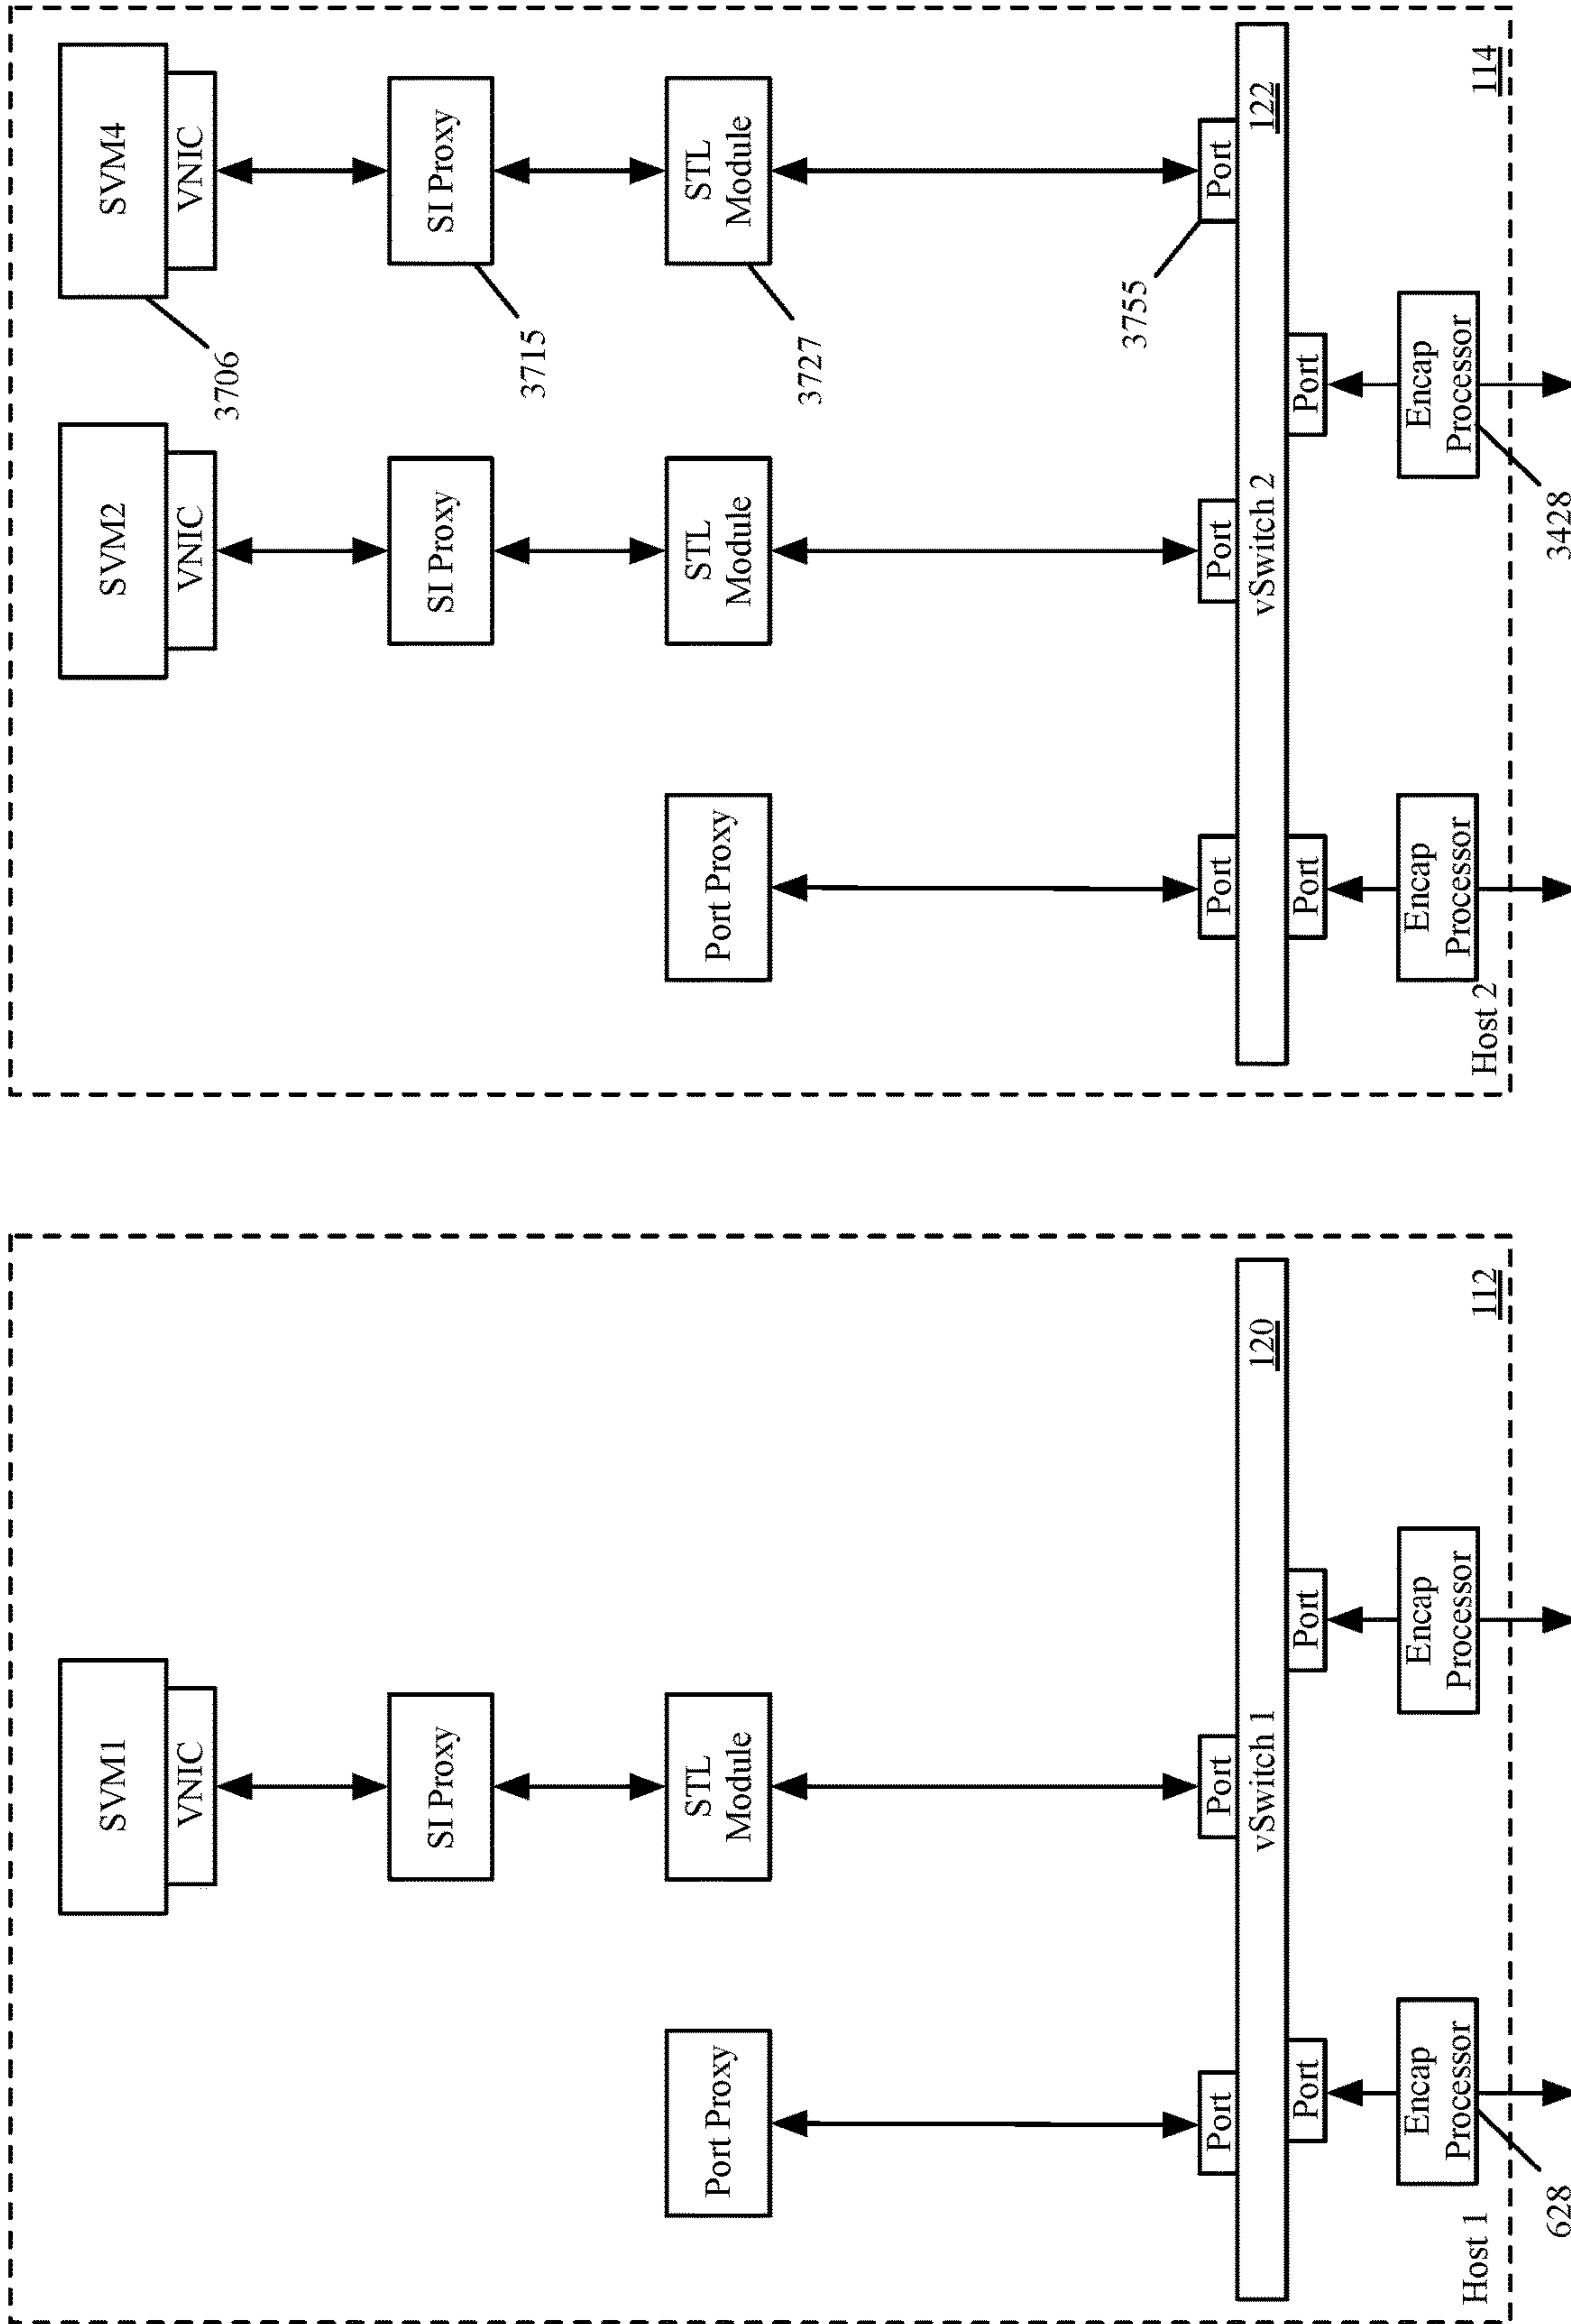 SVM1
VNIC
SI Proxy
Port Proxy
STL
Module
Port
Port
vSwitch 1
120
Port
Port
Encap
Processor
Encap
Processor
Host 1
112
628
SVM2
VNIC
SVM4
VNIC
3706
SI Proxy
SI Proxy
3715
Port Proxy
STL
Module
STL
Module
3727
3755
Port
Port
Port
vSwitch 2
122
Port
Port
Encap
Processor
Encap
Processor
Host 2
114
3428